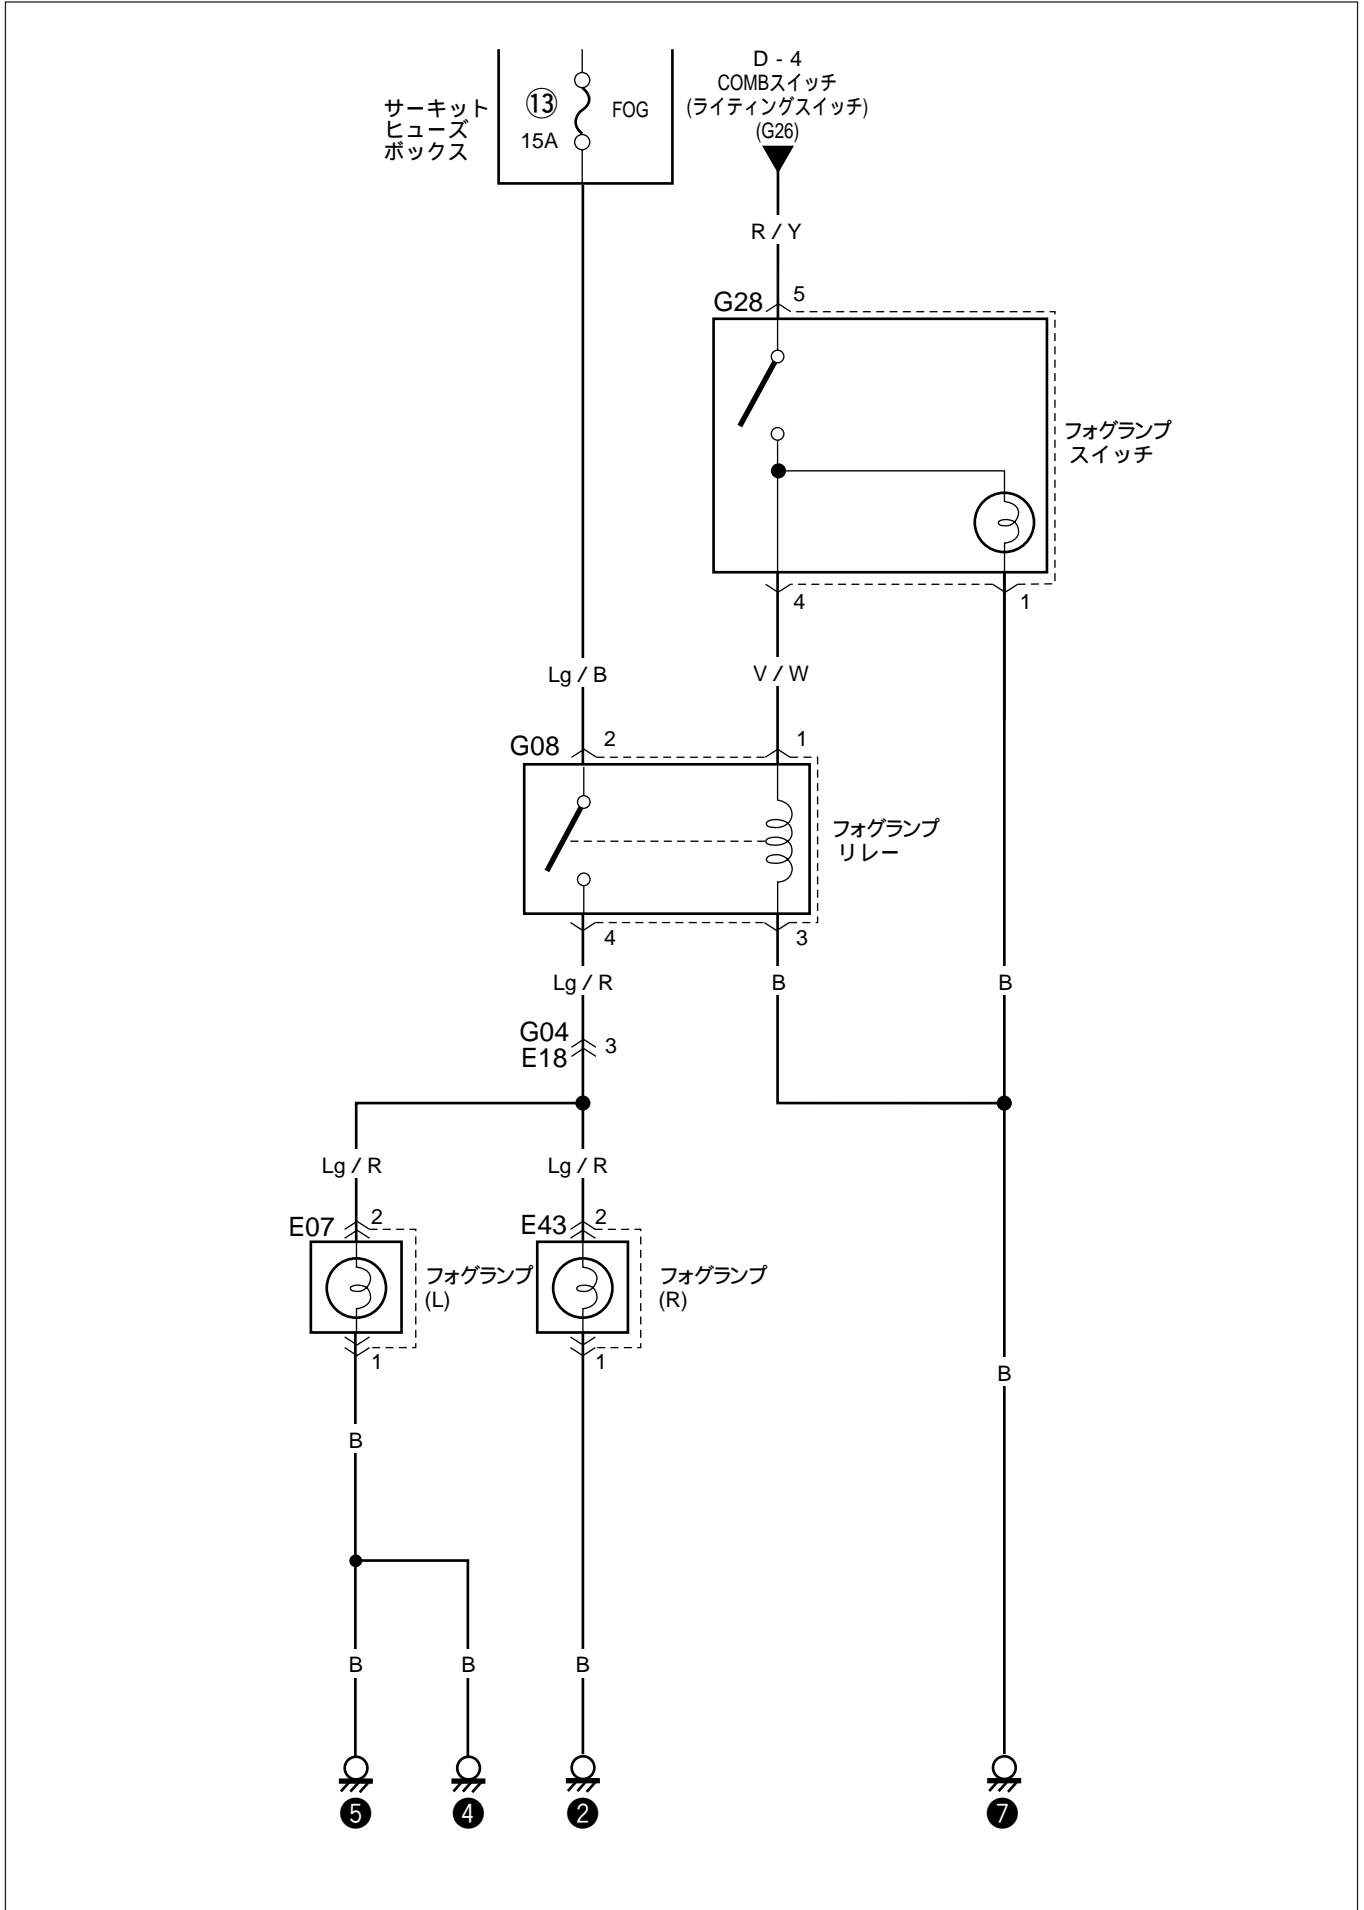 サーキット
ヒューズ
ボックス
⑬
15A
FOG
D - 4
COMBスイッチ
(ライティングスイッチ)
(G26)
R / Y
G28
5
フォグランプ
スイッチ
4
1
Lg / B
V / W
G08
2
1
フォグランプ
リレー
4
3
Lg / R
B
B
G04
E18
3
Lg / R
Lg / R
E07
2
フォグランプ
(L)
1
E43
2
フォグランプ
(R)
1
B
B
B
B
B
❺
❹
❷
❼